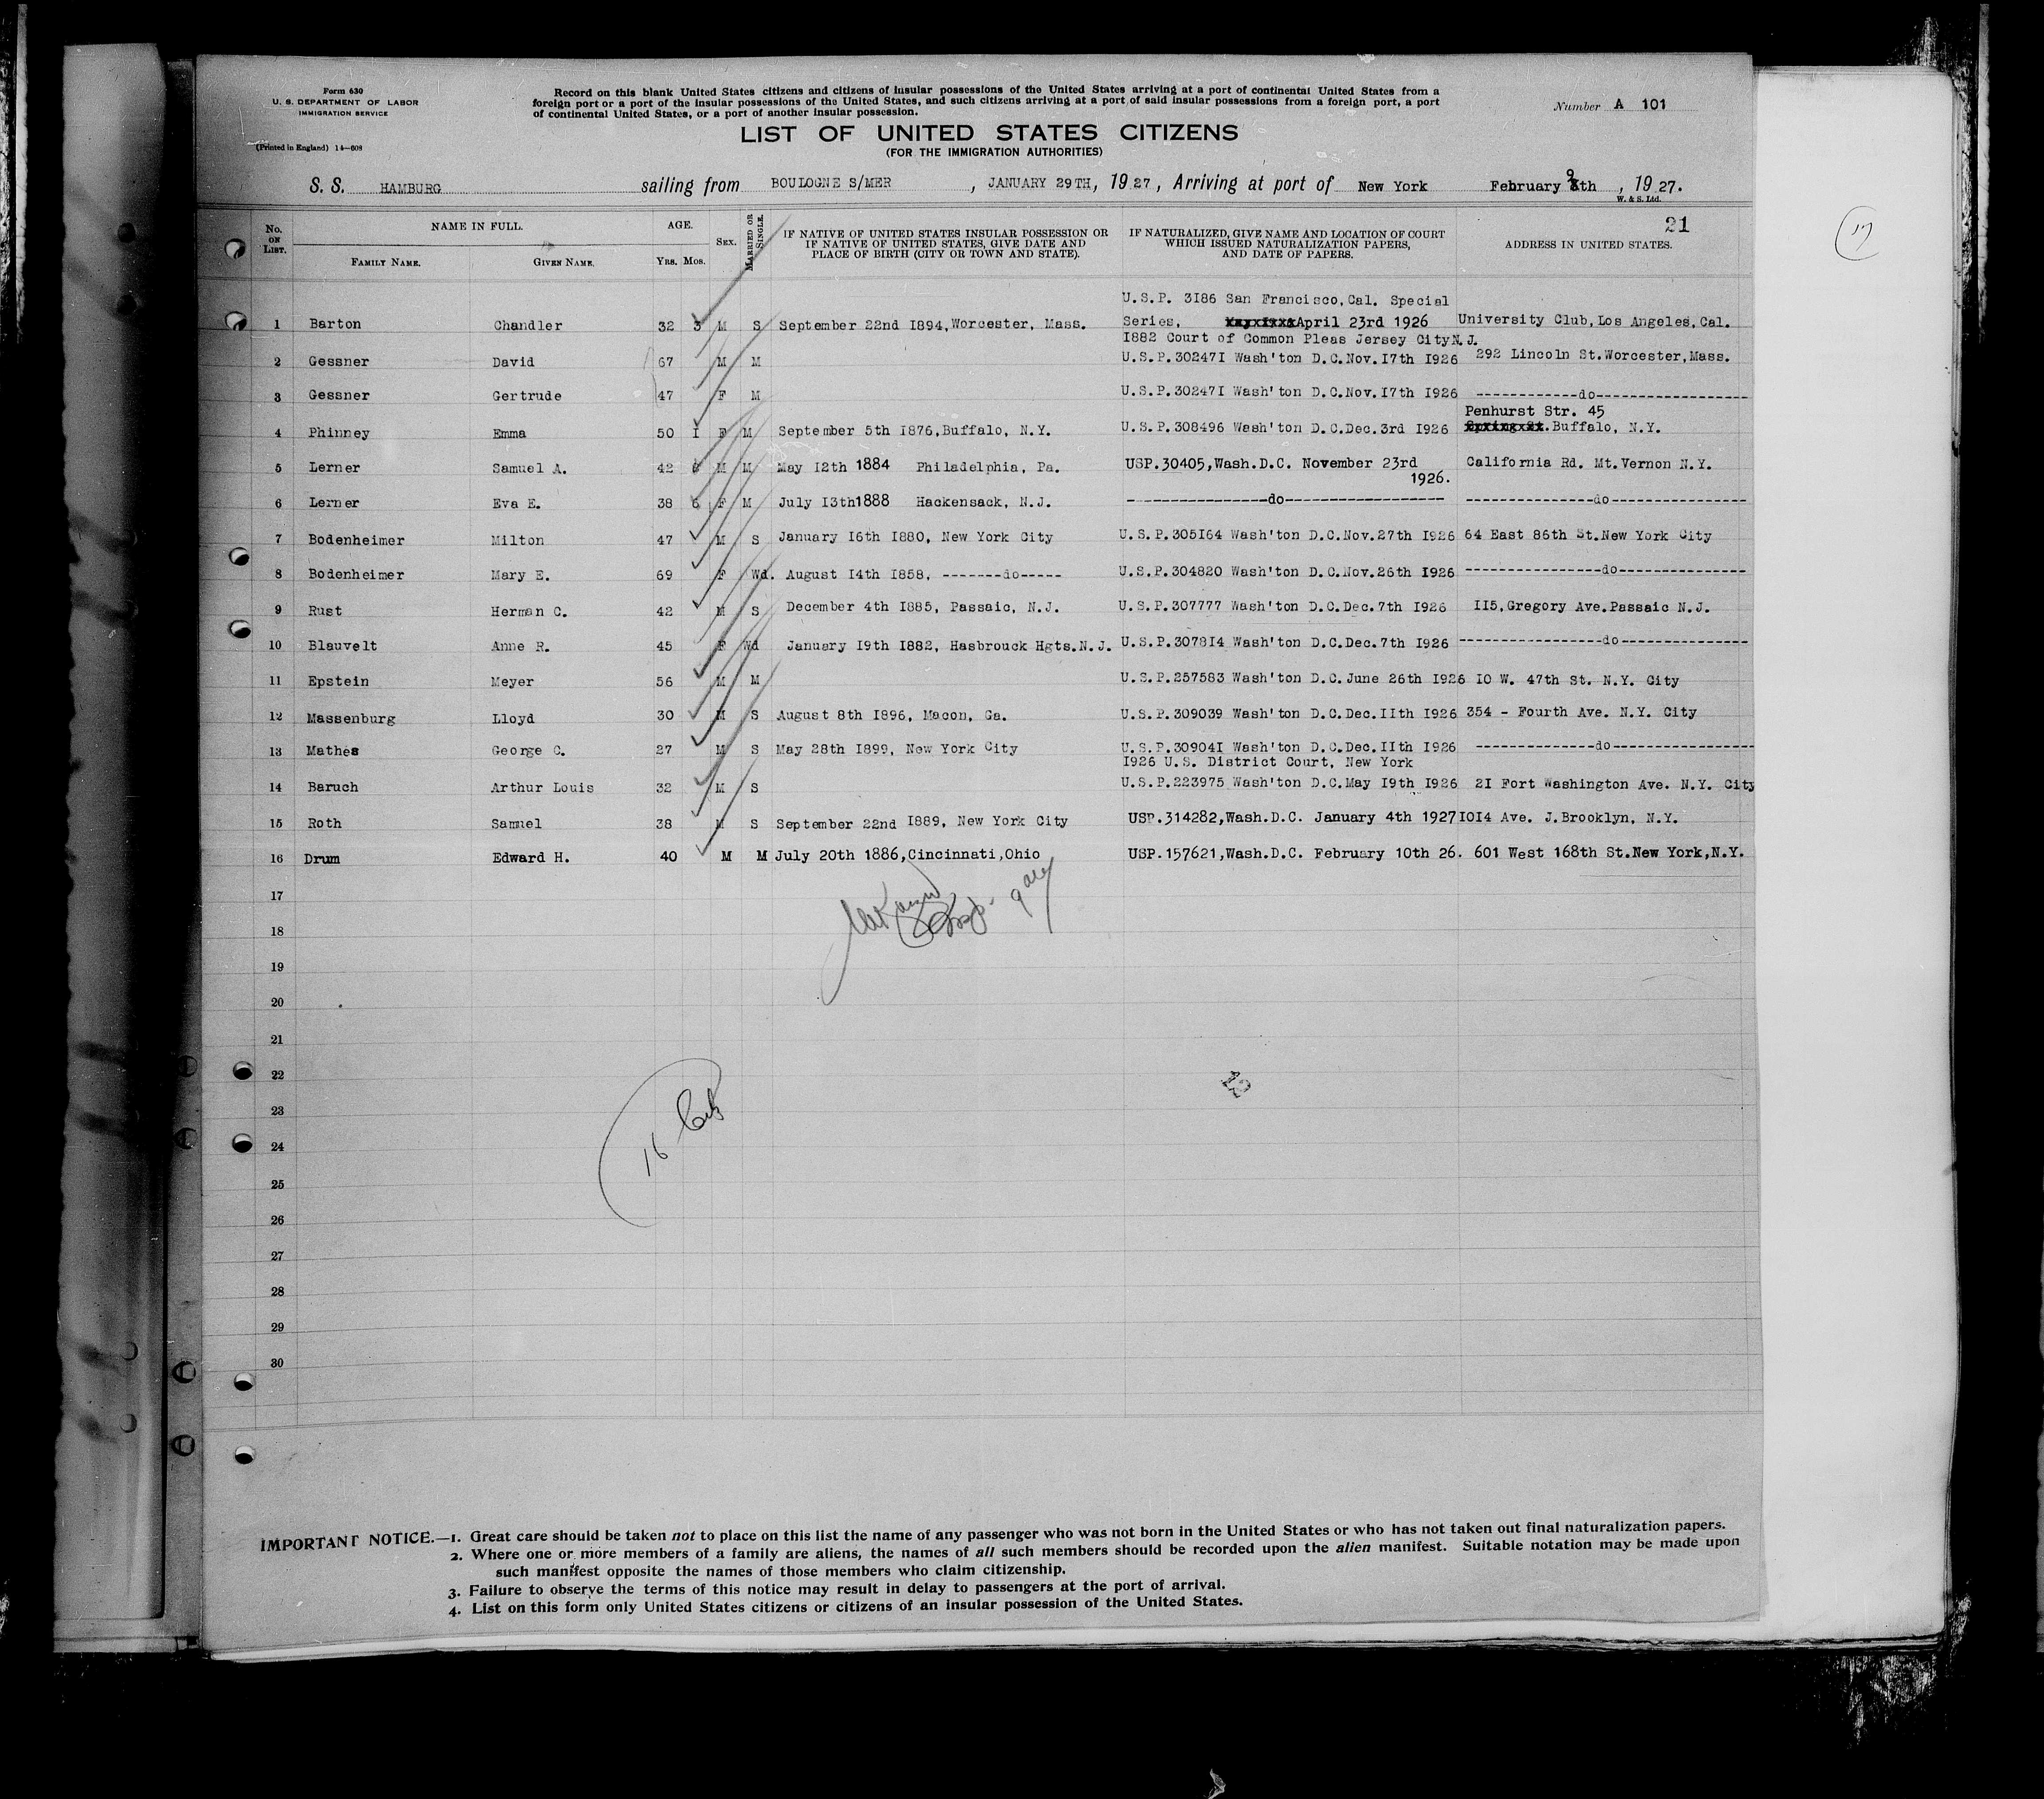 Form 630
U. S. DEPARTMENT OF LABOR
IMMIGRATION SERVICE
(Printed in England) 14—608
Record on this blank United States citizens and citizens of insular possessions of the United States arriving at a port of continental United States from a
foreign port or a port of the insular possessions of the United States, and such citizens arriving at a port of said insular possessions from a foreign port, a port
of continental United States, or a port of another insular possession.
Number A 101
LIST OF UNITED STATES CITIZENS
(FOR THE IMMIGRATION AUTHORITIES)
S. S. HAMBURG sailing from BOULOGNE S/MER , JANUARY 29TH, 1927, Arriving at port of New York February 9th , 1927.
W. & S. Ltd.
21
No. ON LIST. NAME IN FULL. FAMILY NAME. GIVEN NAME. AGE. YRS. MOS. SEX. MARRIED OR SINGLE. IF NATIVE OF UNITED STATES INSULAR POSSESSION OR IF NATIVE OF UNITED STATES, GIVE DATE AND PLACE OF BIRTH (CITY OR TOWN AND STATE). IF NATURALIZED, GIVE NAME AND LOCATION OF COURT WHICH ISSUED NATURALIZATION PAPERS, AND DATE OF PAPERS. ADDRESS IN UNITED STATES.
U.S.P. 3186 San Francisco,Cal. Special
1 Barton Chandler 32 3 M S September 22nd 1894,Worcester, Mass. Series, April 23rd 1926 University Club,Los Angeles,Cal.
1882 Court of Common Pleas Jersey CityN.J.
2 Gessner David 67 M M U.S.P.302471 Wash'ton D.C.Nov.17th 1926 292 Lincoln St.Worcester,Mass.
3 Gessner Gertrude 47 F M U.S.P.302471 Wash'ton D.C.Nov.17th 1926 ------------do------------------
Penhurst Str. 45
4 Phinney Emma 50 1 F M September 5th 1876,Buffalo, N.Y. U.S.P.308496 Wash'ton D.C.Dec.3rd 1926 Buffalo, N.Y.
5 Lerner Samuel A. 42 M M May 12th 1884 Philadelphia, Pa. USP.30405,Wash.D.C. November 23rd California Rd. Mt.Vernon N.Y.
1926.
6 Lerner Eva E. 38 6 F M July 13th1888 Hackensack, N.J. ----------------do------------------ ---------------do----------------
7 Bodenheimer Milton 47 M S January 16th 1880, New York City U.S.P.305164 Wash'ton D.C.Nov.27th 1926 64 East 86th St.New York City
8 Bodenheimer Mary E. 69 F Wd. August 14th 1858, -------do----- U.S.P.304820 Wash'ton D.C.Nov.26th 1926 ----------------do---------------
9 Rust Herman C. 42 M S December 4th 1885, Passaic, N.J. U.S.P.307777 Wash'ton D.C.Dec.7th 1926 115,Gregory Ave.Passaic N.J.
10 Blauvelt Anne R. 45 F Wd January 19th 1882, Hasbrouck Hgts.N.J. U.S.P.307814 Wash'ton D.C.Dec.7th 1926 ----------------do---------------
11 Epstein Meyer 56 M M U.S.P.257583 Wash'ton D.C.June 26th 1926 10 W. 47th St. N.Y. City
12 Massenburg Lloyd 30 M S August 8th 1896, Macon, Ga. U.S.P.309039 Wash'ton D.C.Dec.11th 1926 354 - Fourth Ave. N.Y. City
13 Mathes George C. 27 M S May 28th 1899, New York City U.S.P.309041 Wash'ton D.C.Dec.11th 1926 --------------do----------------
1926 U.S. District Court, New York
14 Baruch Arthur Louis 32 M S U.S.P.223975 Wash'ton D.C.May 19th 1926 21 Fort Washington Ave. N.Y. City
15 Roth Samuel 38 M S September 22nd 1889, New York City USP.314282,Wash.D.C. January 4th 1927 1014 Ave. J.Brooklyn, N.Y.
16 Drum Edward H. 40 M M July 20th 1886,Cincinnati,Ohio USP.157621,Wash.D.C. February 10th 26. 601 West 168th St.New York,N.Y.
17
18
19
20
21
22
23
24
25
26
27
28
29
30
16
12
IMPORTANT NOTICE.—1. Great care should be taken not to place on this list the name of any passenger who was not born in the United States or who has not taken out final naturalization papers.
2. Where one or more members of a family are aliens, the names of all such members should be recorded upon the alien manifest. Suitable notation may be made upon
such manifest opposite the names of those members who claim citizenship.
3. Failure to observe the terms of this notice may result in delay to passengers at the port of arrival.
4. List on this form only United States citizens or citizens of an insular possession of the United States.